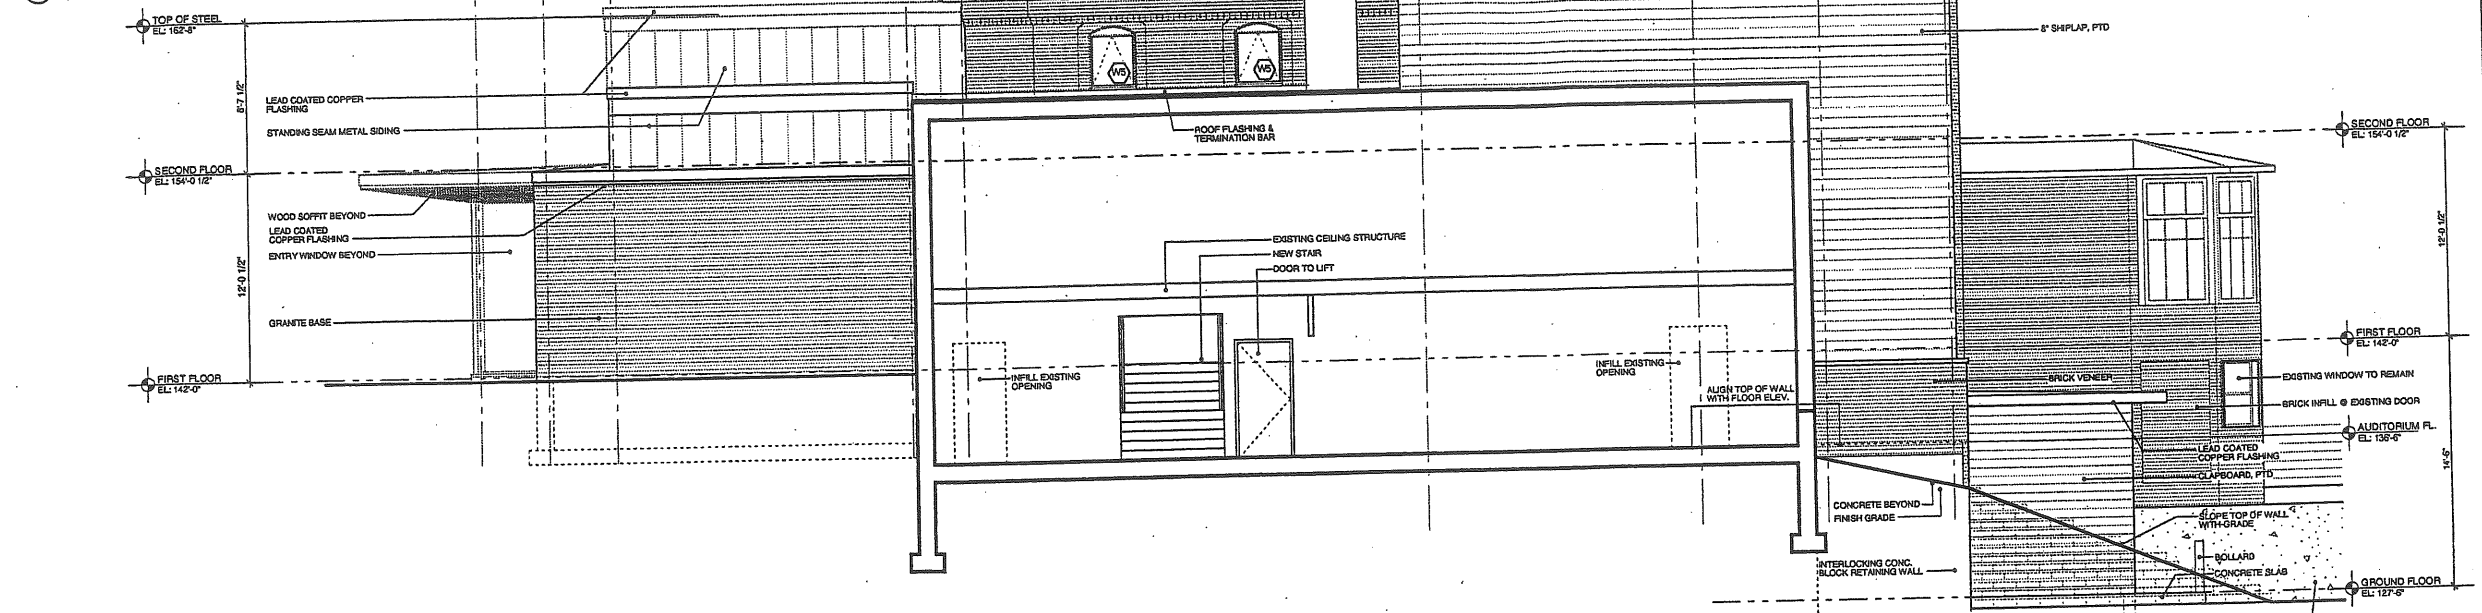 TOP OF STEEL
EL: 162'-8"
8'-7 1/2"
LEAD COATED COPPER
FLASHING
STANDING SEAM METAL SIDING
SECOND FLOOR
EL: 154'-0 1/2"
WOOD SOFFIT BEYOND
LEAD COATED
COPPER FLASHING
ENTRY WINDOW BEYOND
12'-0 1/2"
GRANITE BASE
FIRST FLOOR
EL: 142'-0"
W5
W5
ROOF FLASHING &
TERMINATION BAR
EXISTING CEILING STRUCTURE
NEW STAIR
DOOR TO LIFT
INFILL EXISTING
OPENING
INFILL EXISTING
OPENING
ALIGN TOP OF WALL
WITH FLOOR ELEV.
8" SHIPLAP, PTD
SECOND FLOOR
EL: 154'-0 1/2"
12'-0 1/2"
FIRST FLOOR
EL: 142'-0"
BRICK VENEER
EXISTING WINDOW TO REMAIN
BRICK INFILL @ EXISTING DOOR
AUDITORIUM FL.
EL: 136'-6"
LEAD COATED
COPPER FLASHING
CLAPBOARD, PTD
14'-6"
CONCRETE BEYOND
FINISH GRADE
SLOPE TOP OF WALL
WITH GRADE
BOLLARD
INTERLOCKING CONC.
BLOCK RETAINING WALL
CONCRETE SLAB
GROUND FLOOR
EL: 127'-6"